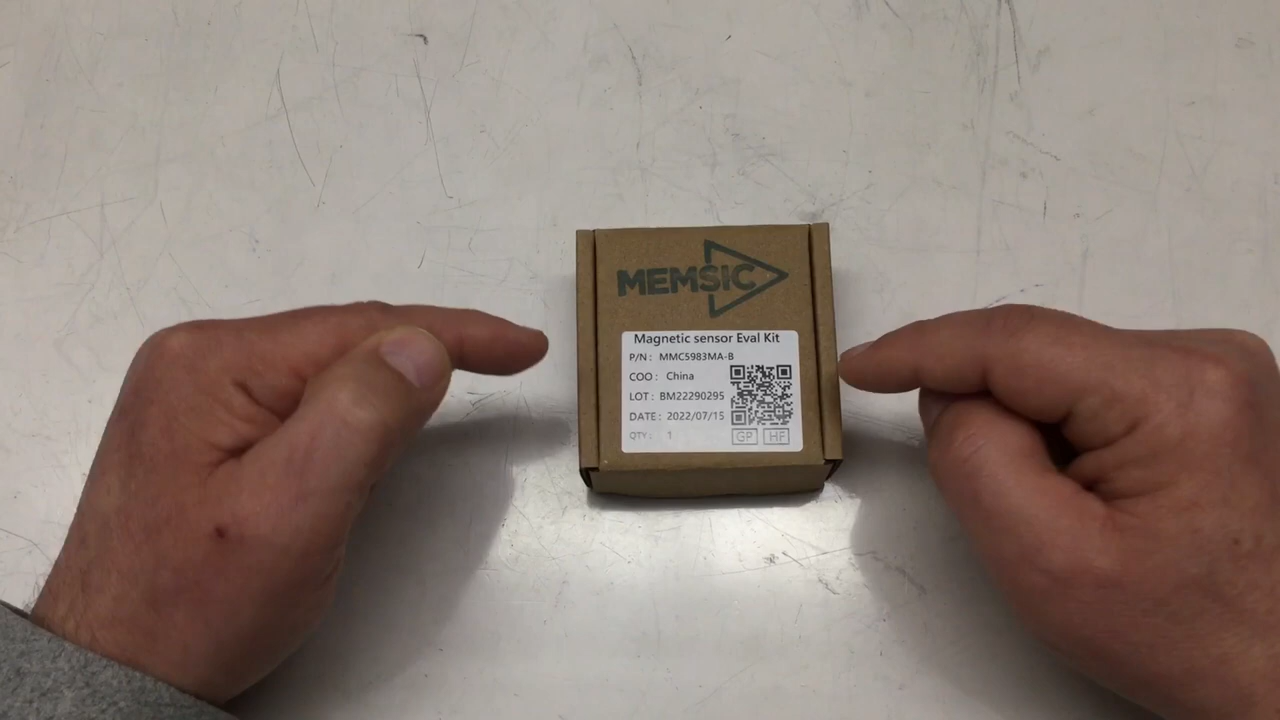 MEMSIC
Magnetic sensor Eval Kit
P/N: MMC5983MA-B
COO: China
LOT: BM22290295
DATE: 2022/07/15
QTY: 1
GP HF